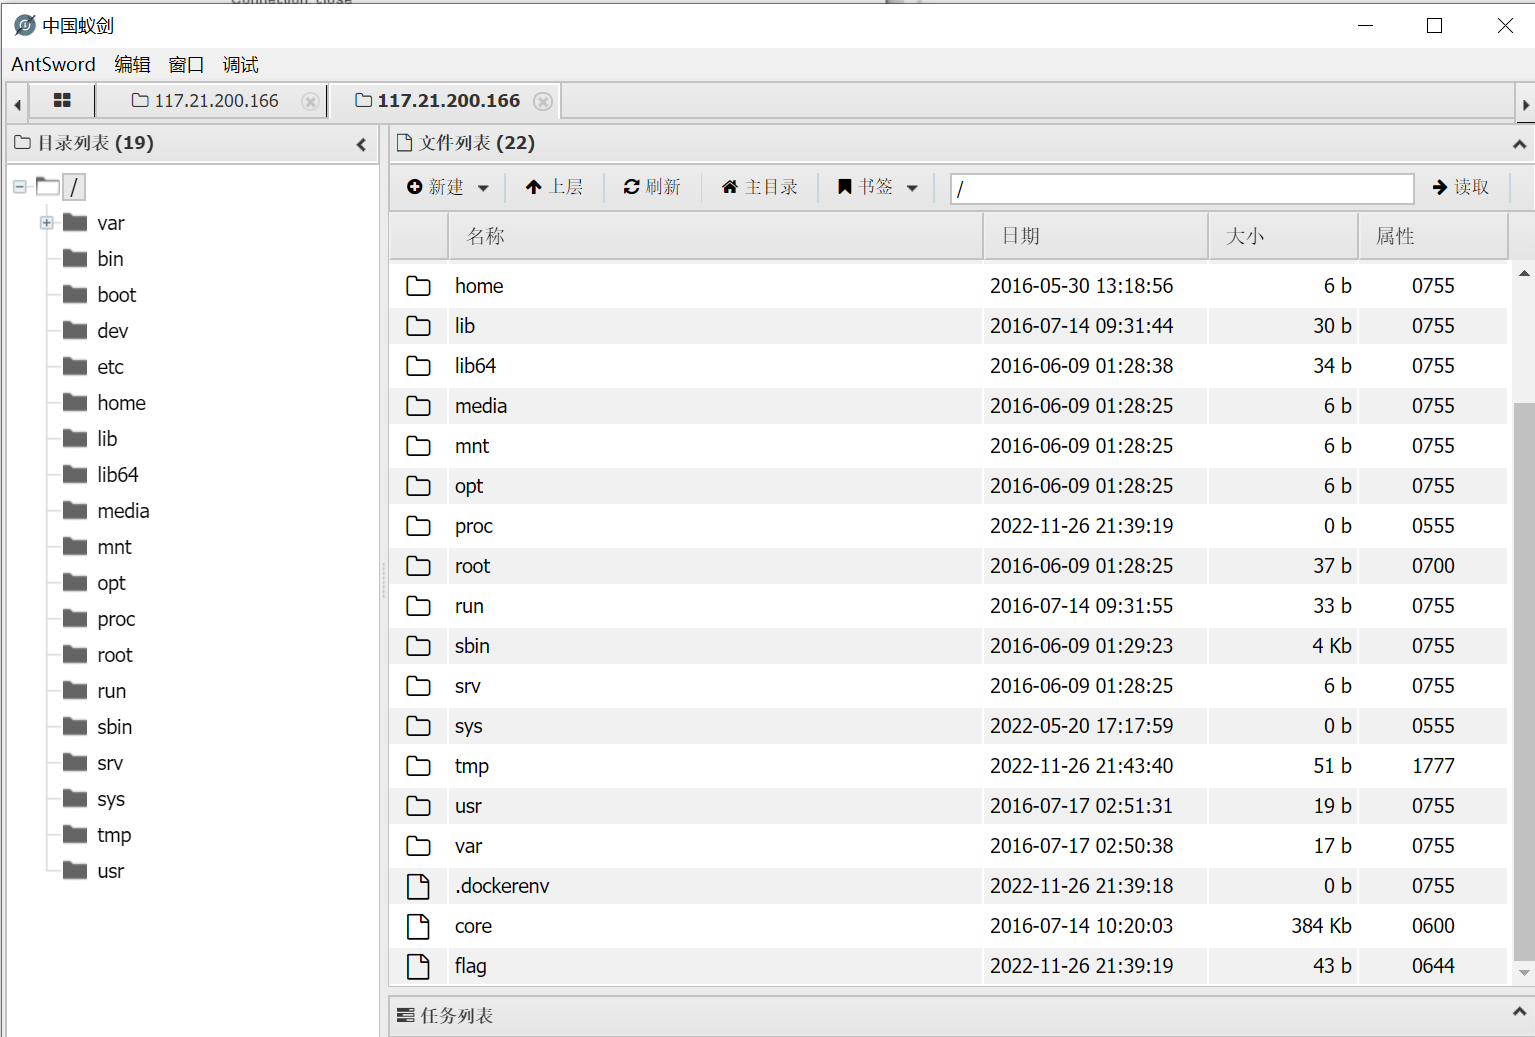 中国蚁剑
AntSword 编辑 窗口 调试
117.21.200.166 117.21.200.166
目录列表 (19)
/
var
bin
boot
dev
etc
home
lib
lib64
media
mnt
opt
proc
root
run
sbin
srv
sys
tmp
usr
文件列表 (22)
新建 上层 刷新 主目录 书签 / 读取
名称 日期 大小 属性
home 2016-05-30 13:18:56 6 b 0755
lib 2016-07-14 09:31:44 30 b 0755
lib64 2016-06-09 01:28:38 34 b 0755
media 2016-06-09 01:28:25 6 b 0755
mnt 2016-06-09 01:28:25 6 b 0755
opt 2016-06-09 01:28:25 6 b 0755
proc 2022-11-26 21:39:19 0 b 0555
root 2016-06-09 01:28:25 37 b 0700
run 2016-07-14 09:31:55 33 b 0755
sbin 2016-06-09 01:29:23 4 Kb 0755
srv 2016-06-09 01:28:25 6 b 0755
sys 2022-05-20 17:17:59 0 b 0555
tmp 2022-11-26 21:43:40 51 b 1777
usr 2016-07-17 02:51:31 19 b 0755
var 2016-07-17 02:50:38 17 b 0755
.dockerenv 2022-11-26 21:39:18 0 b 0755
core 2016-07-14 10:20:03 384 Kb 0600
flag 2022-11-26 21:39:19 43 b 0644
任务列表